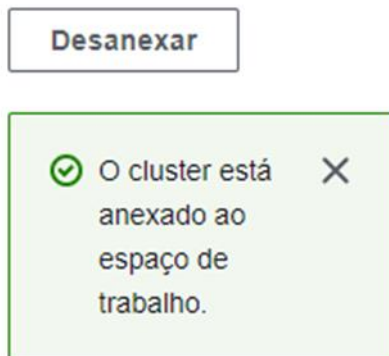 Desanexar
O cluster está
anexado ao
espaço de
trabalho.